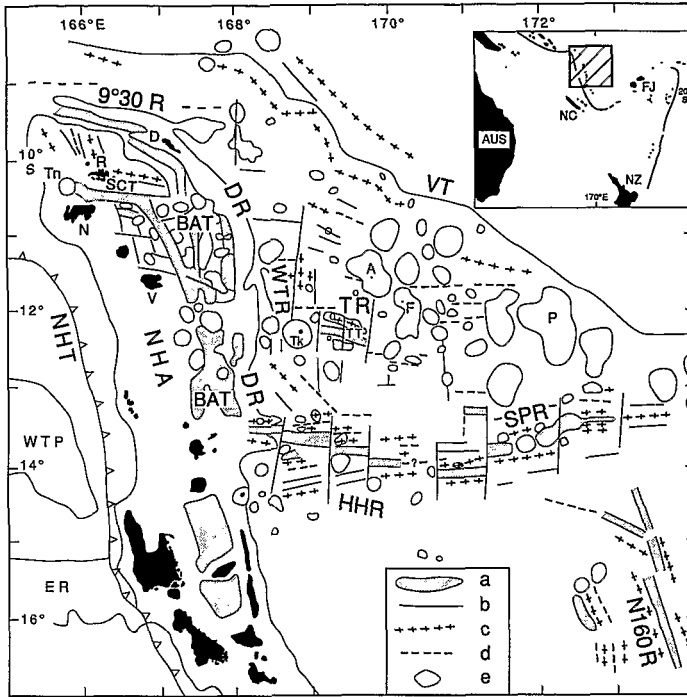 166°E
168°
170°
172°
9°30 R
10°
S
Tn
D
R
SCT
N
BAT
DR
VT
WTR
A
TR
F
P
V
12°
Tk
TT
NHT
NHA
BAT
DR
SPR
WTP
14°
-?-
HHR
ER
16°
N160R
AUS
NC
FJ
20°
S
NZ
170°E
a
b
c
d
e